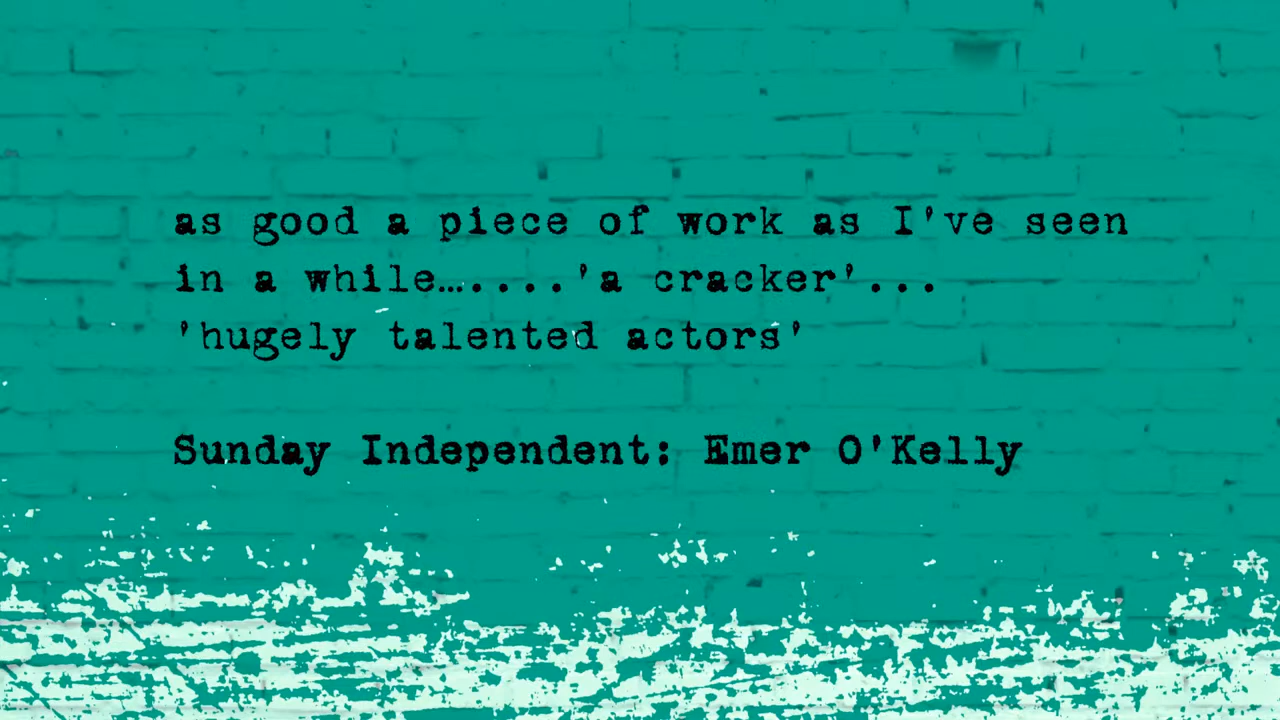 as good a piece of work as I've seen
in a while…....'a cracker'...
'hugely talented actors'
Sunday Independent: Emer O'Kelly